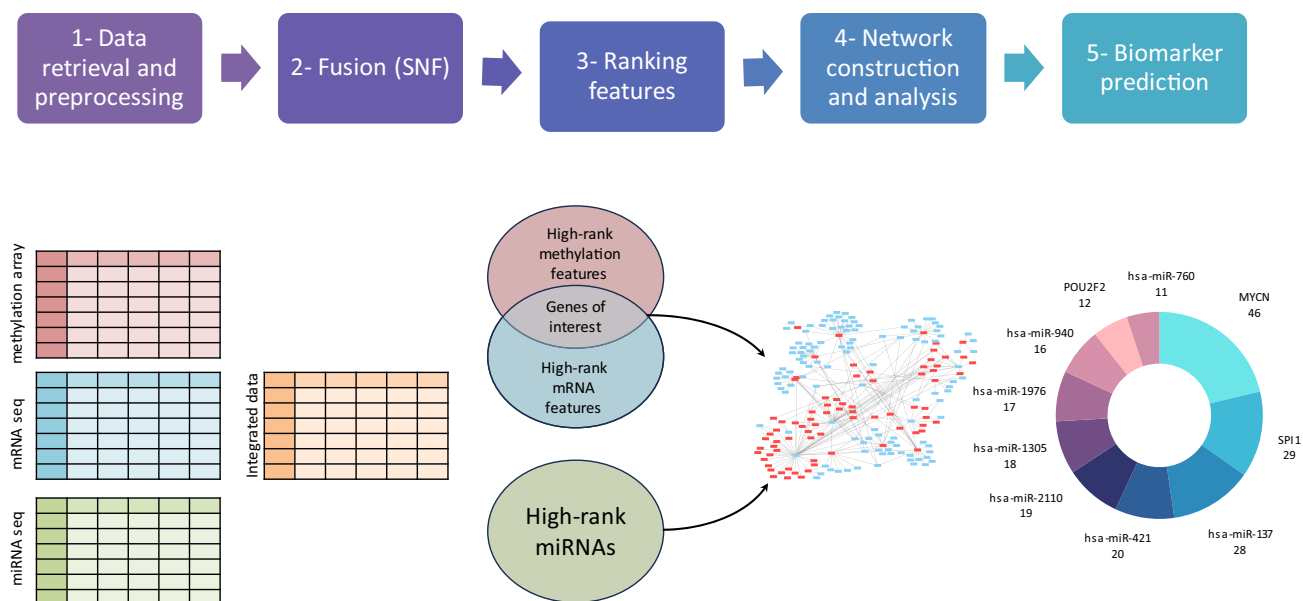 1- Data
retrieval and
preprocessing
2- Fusion (SNF)
3- Ranking
features
4- Network
construction
and analysis
5- Biomarker
prediction
methylation array
mRNA seq
miRNA seq
Integrated data
High-rank
methylation
features
Genes of
interest
High-rank
mRNA
features
High-rank
miRNAs
hsa-miR-760
11
MYCN
46
SPI1
29
hsa-miR-137
28
hsa-miR-421
20
hsa-miR-2110
19
hsa-miR-1305
18
hsa-miR-1976
17
hsa-miR-940
16
POU2F2
12